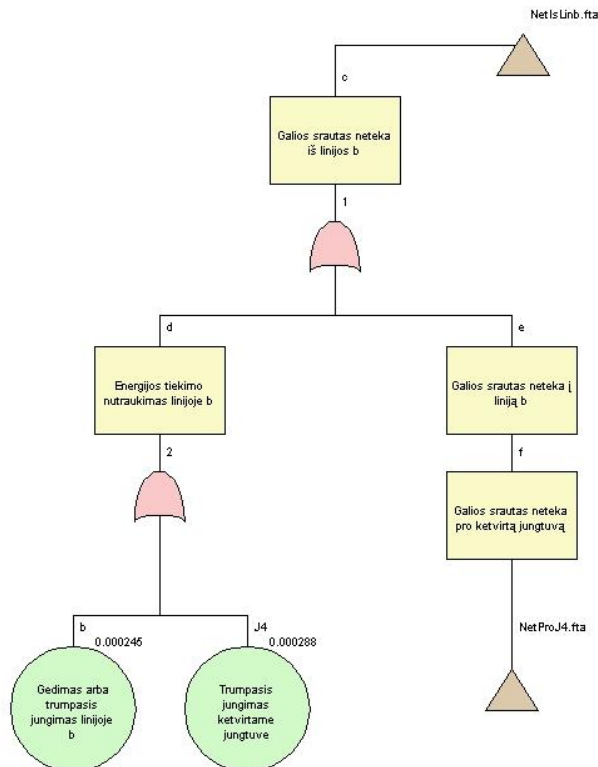 NetIsLinb.fta
c
Galios srautas neteka
iš linijos b
1
d
e
Energijos tiekimo
nutraukimas linijoje b
Galios srautas neteka į
liniją b
2
f
Galios srautas neteka
pro ketvirtą jungtuvą
NetProJ4.fta
b
0.000245
J4
0.000288
Gedimas arba
trumpasis
jungimas linijoje
b
Trumpasis
jungimas
ketvirtame
jungtuve